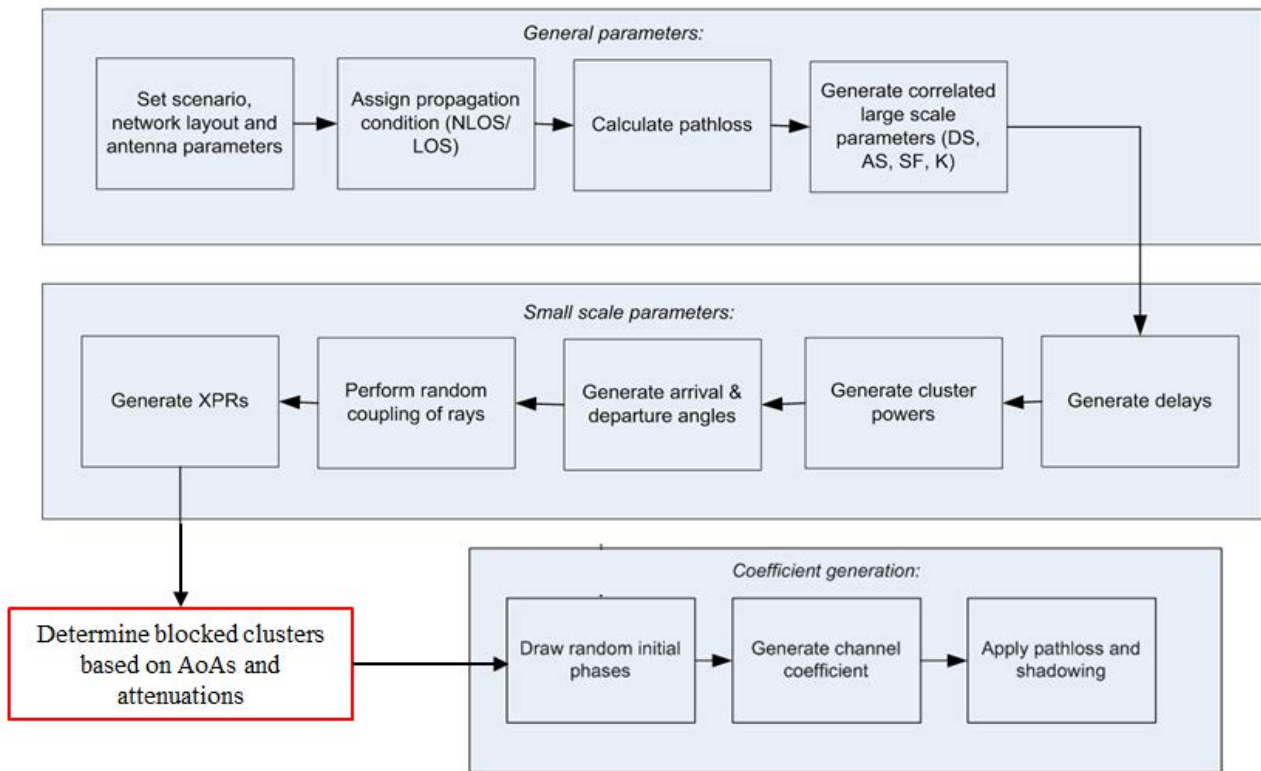 General parameters:
Set scenario,
network layout and
antenna parameters
Assign propagation
condition (NLOS/
LOS)
Calculate pathloss
Generate correlated
large scale
parameters (DS,
AS, SF, K)
Small scale parameters:
Generate XPRs
Perform random
coupling of rays
Generate arrival &
departure angles
Generate cluster
powers
Generate delays
Determine blocked clusters
based on AoAs and
attenuations
Coefficient generation:
Draw random initial
phases
Generate channel
coefficient
Apply pathloss and
shadowing